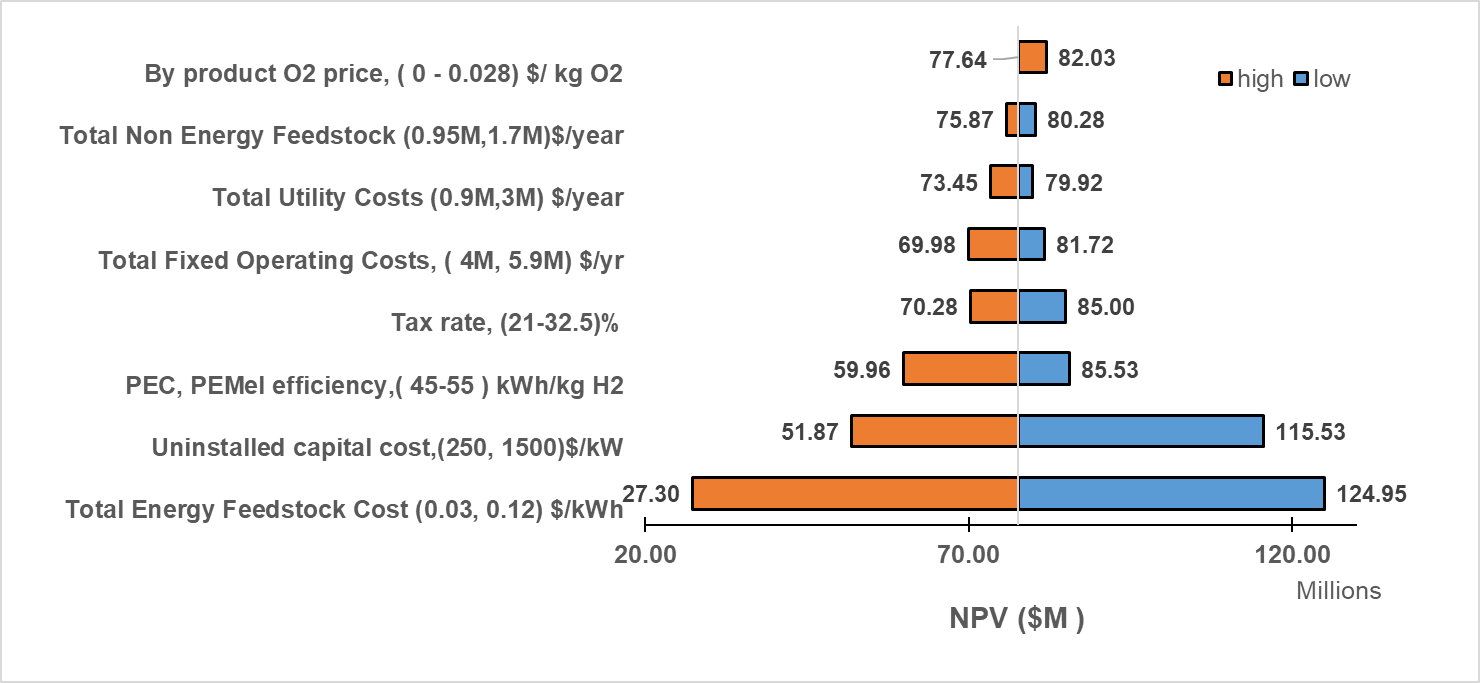 By product O2 price, ( 0 - 0.028) $/ kg O2
77.64
82.03
high
low
Total Non Energy Feedstock (0.95M,1.7M)$/year
75.87
80.28
Total Utility Costs (0.9M,3M) $/year
73.45
79.92
Total Fixed Operating Costs, ( 4M, 5.9M) $/yr
69.98
81.72
Tax rate, (21-32.5)%
70.28
85.00
PEC, PEMel efficiency,( 45-55 ) kWh/kg H2
59.96
85.53
Uninstalled capital cost,(250, 1500)$/kW
51.87
115.53
Total Energy Feedstock Cost (0.03, 0.12) $/kWh
27.30
124.95
20.00
70.00
120.00
Millions
NPV ($M )